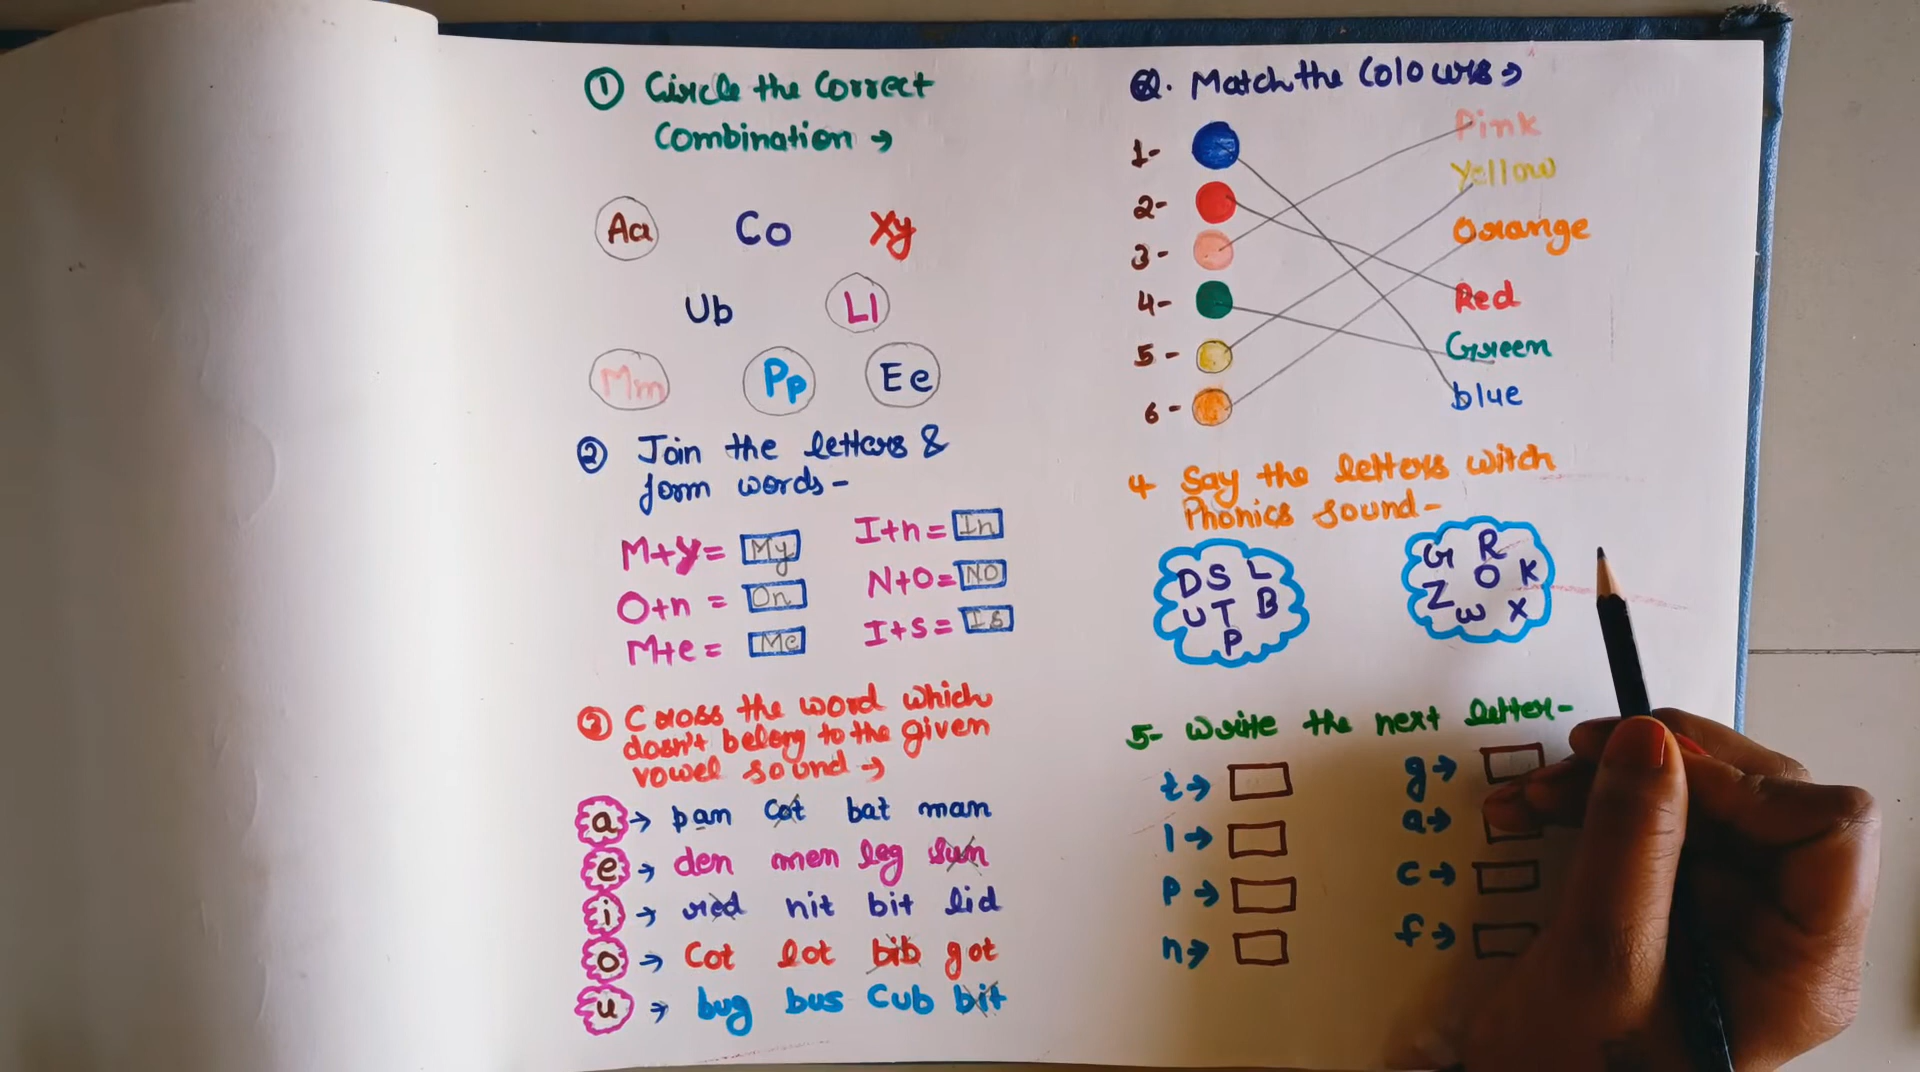 ① Circle the Correct
Combination →
Aa Co Xy
Ub Ll
Mm Pp Ee
② Join the letters &
form words-
M+y= My I+n= In
O+n = On N+O= NO
M+e = Me I+S= Is
③ Cross the word which
dosn't belong to the given
vowel sound →
a → pam cot bat man
e → den mem leg sun
i → red nit bit lid
o → Cot lot bib got
u → bug bus Cub bit
Q. Match the Colours →
1- Pink
2- Yellow
3- Orange
4- Red
5- Green
6- blue
4 Say the letters witch
Phonics sound-
D S L
U T B
P
G R
Z O K
W X
5- Write the next letter-
t → g →
l → a →
P → c →
n → f →